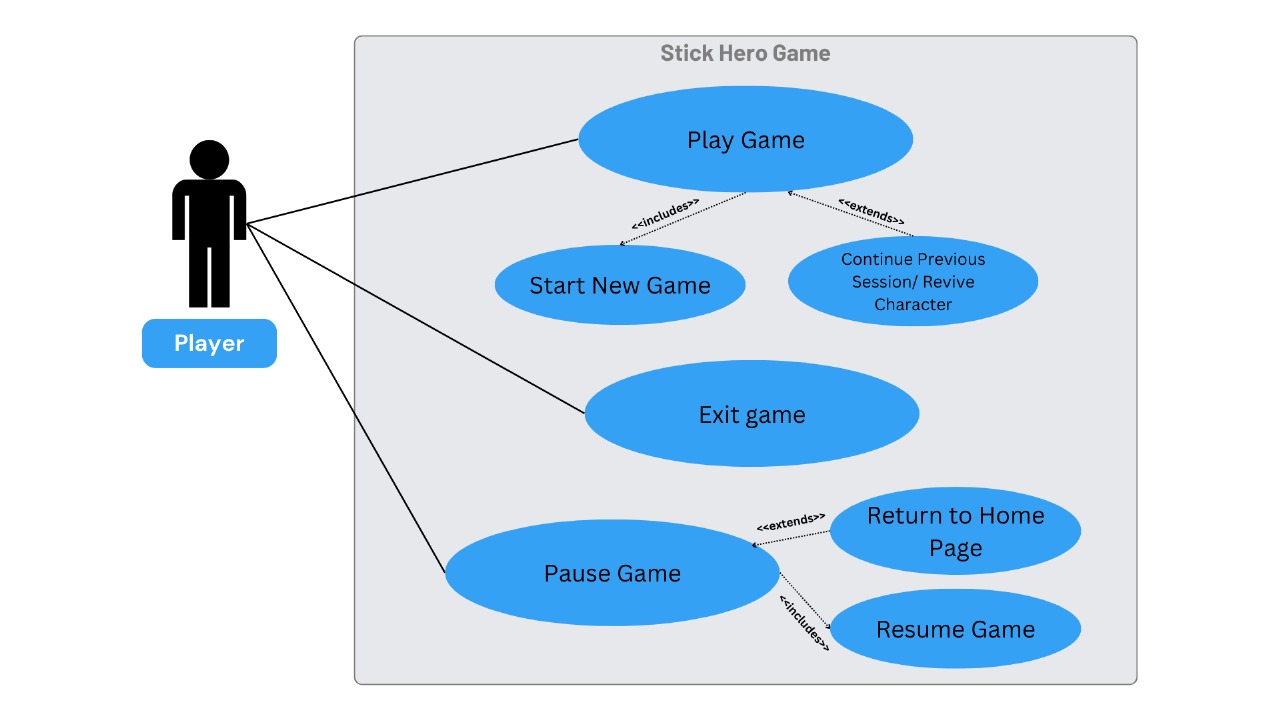 Stick Hero Game
Play Game
<<includes>>
<<extends>>
Start New Game
Continue Previous
Session/ Revive
Character
Player
Exit game
<<extends>>
Return to Home
Page
Pause Game
<<includes>>
Resume Game